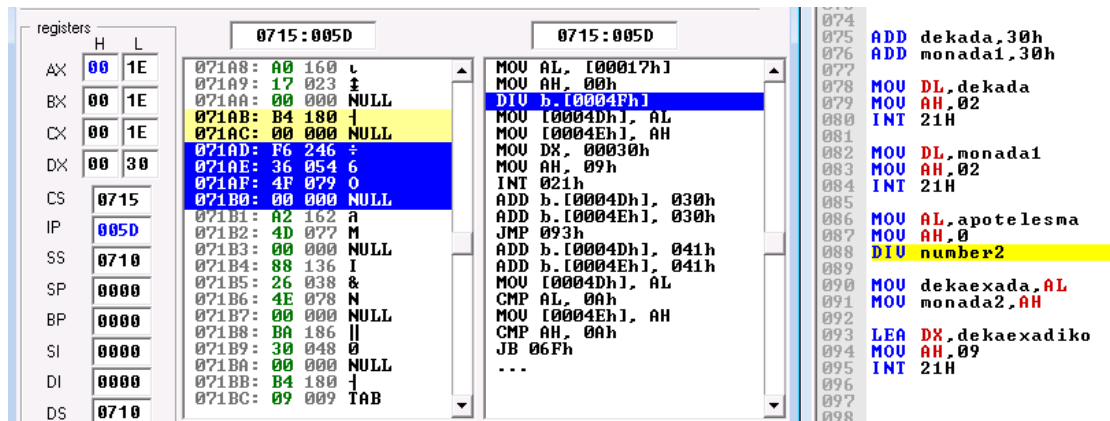 registers
H L
AX 00 1E
BX 00 1E
CX 00 1E
DX 00 30
CS 0715
IP 005D
SS 0710
SP 0000
BP 0000
SI 0000
DI 0000
DS 0710
0715:005D
071A8: A0 160 ι
071A9: 17 023 ↨
071AA: 00 000 NULL
071AB: B4 180 ┤
071AC: 00 000 NULL
071AD: F6 246 ÷
071AE: 36 054 6
071AF: 4F 079 O
071B0: 00 000 NULL
071B1: A2 162 a
071B2: 4D 077 M
071B3: 00 000 NULL
071B4: 88 136 I
071B5: 26 038 &
071B6: 4E 078 N
071B7: 00 000 NULL
071B8: BA 186 ║
071B9: 30 048 0
071BA: 00 000 NULL
071BB: B4 180 ┤
071BC: 09 009 TAB
0715:005D
MOV AL, [00017h]
MOV AH, 00h
DIV b.[0004Fh]
MOV [0004Dh], AL
MOV [0004Eh], AH
MOV DX, 00030h
MOV AH, 09h
INT 021h
ADD b.[0004Dh], 030h
ADD b.[0004Eh], 030h
JMP 093h
ADD b.[0004Dh], 041h
ADD b.[0004Eh], 041h
MOV [0004Dh], AL
CMP AL, 0Ah
MOV [0004Eh], AH
CMP AH, 0Ah
JB 06Fh
...
074
075 ADD dekada,30h
076 ADD monada1,30h
077
078 MOV DL,dekada
079 MOV AH,02
080 INT 21H
081
082 MOV DL,monada1
083 MOV AH,02
084 INT 21H
085
086 MOV AL,apotelesma
087 MOV AH,0
088 DIV number2
089
090 MOV dekaexada,AL
091 MOV monada2,AH
092
093 LEA DX,dekaexadiko
094 MOV AH,09
095 INT 21H
096
097
098